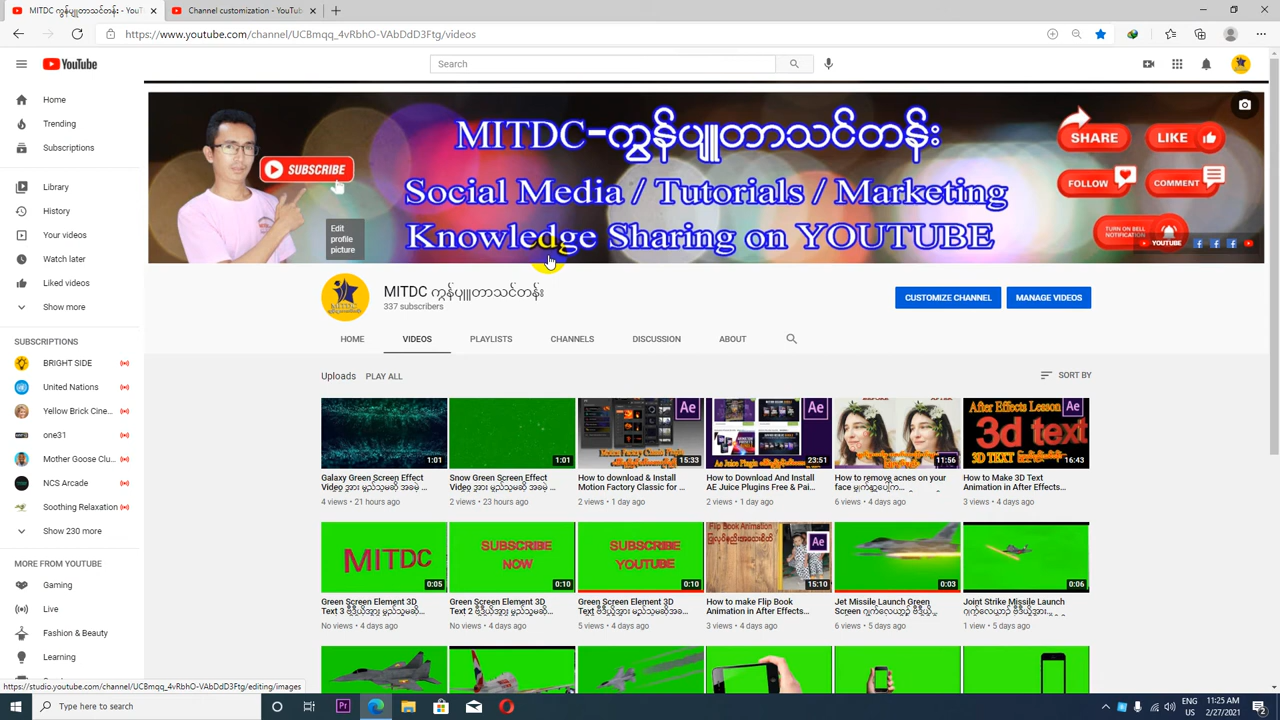 MITDC ကွန်ပျူတာသင်တန်း - YouT
Channel customization - YouTub
https://www.youtube.com/channel/UCBmqq_4vRbhO-VAbDdD3Ftg/videos
YouTube
Search
Home
Trending
Subscriptions
Library
History
Your videos
Watch later
Liked videos
Show more
SUBSCRIPTIONS
BRIGHT SIDE
United Nations
Yellow Brick Cine...
one31
Mother Goose Clu...
NCS Arcade
Soothing Relaxation
Show 230 more
MORE FROM YOUTUBE
Gaming
Live
Fashion & Beauty
Learning
SUBSCRIBE
MITDC-ကွန်ပျူတာသင်တန်း
Social Media / Tutorials / Marketing
Knowledge Sharing on YOUTUBE
SHARE
LIKE
FOLLOW
COMMENT
TURN ON BELL
NOTIFICATION
YOUTUBE
Edit
profile
picture
MITDC ကွန်ပျူတာသင်တန်း
337 subscribers
CUSTOMIZE CHANNEL
MANAGE VIDEOS
HOME
VIDEOS
PLAYLISTS
CHANNELS
DISCUSSION
ABOUT
Uploads
PLAY ALL
SORT BY
1:01
Galaxy Green Screen Effect
4 views • 21 hours ago
1:01
Snow Green Screen Effect
2 views • 23 hours ago
Ae
Motion Factory Classic Plugin
15:33
How to download & Install
Motion Factory Classic for ...
2 views • 1 day ago
Ae
23:51
How to Download And Install
AE Juice Plugins Free & Pai...
2 views • 1 day ago
11:56
How to remove acnes on your
6 views • 4 days ago
After Effects Lesson
Ae
3d text
16:43
How to Make 3D Text
Animation in After Effects...
3 views • 4 days ago
MITDC
0:05
Green Screen Element 3D
No views • 4 days ago
SUBSCRIBE
NOW
0:10
Green Screen Element 3D
No views • 4 days ago
SUBSCRIBE
YOUTUBE
0:10
Green Screen Element 3D
5 views • 4 days ago
Flip Book Animation
Ae
15:10
How to make Flip Book
Animation in After Effects...
3 views • 4 days ago
0:03
Jet Missile Launch Green
6 views • 5 days ago
0:06
Joint Strike Missile Launch
1 view • 5 days ago
https://studio.youtube.com/channel/UCBmqq_4vRbhO-VAbDdD3Ftg/editing/images
Type here to search
Pr
ENG
US
11:25 AM
2/27/2021
2